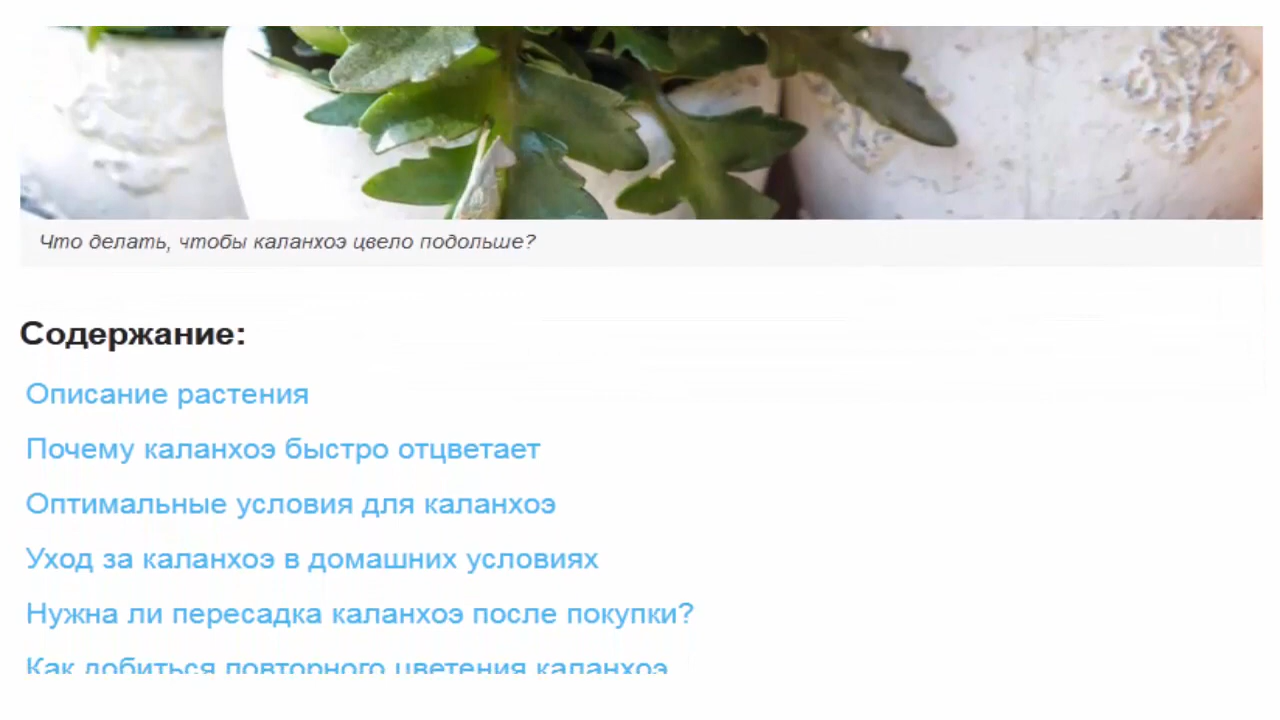 Что делать, чтобы каланхоэ цвело подольше?
Содержание:
Описание растения
Почему каланхоэ быстро отцветает
Оптимальные условия для каланхоэ
Уход за каланхоэ в домашних условиях
Нужна ли пересадка каланхоэ после покупки?
Как добиться повторного цветения каланхоэ